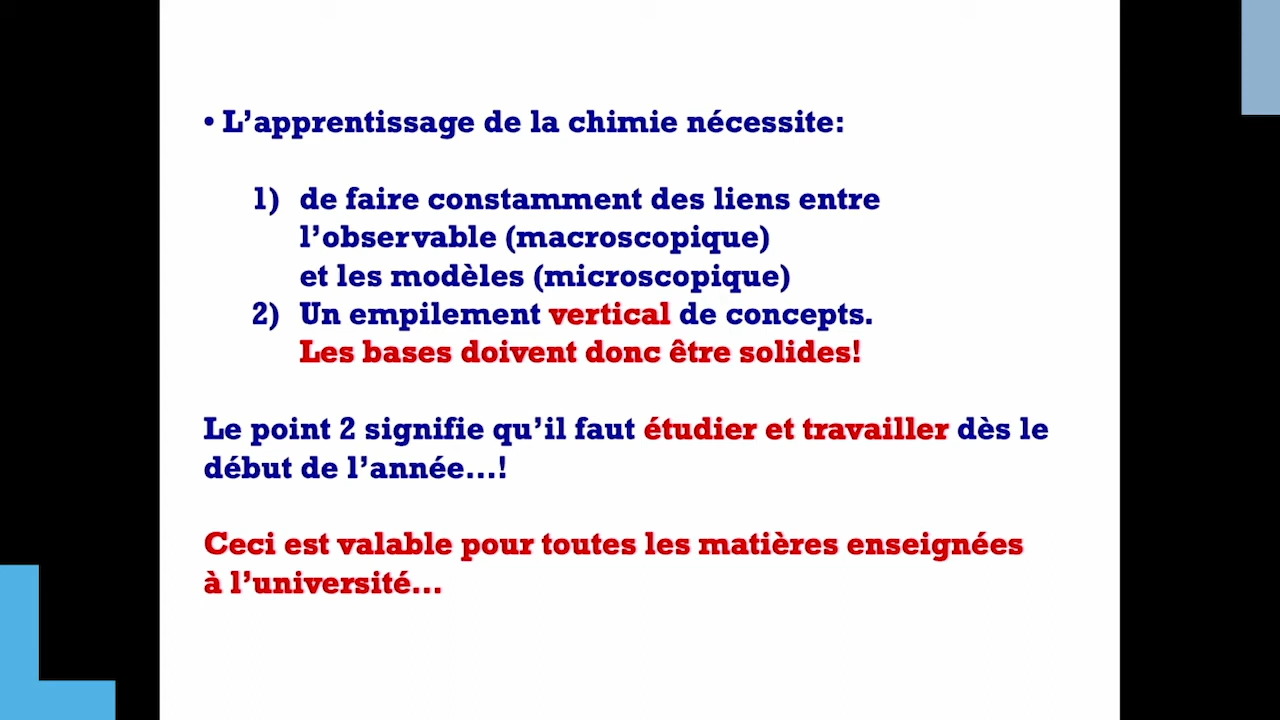 • L’apprentissage de la chimie nécessite:
1) de faire constamment des liens entre
l’observable (macroscopique)
et les modèles (microscopique)
2) Un empilement vertical de concepts.
Les bases doivent donc être solides!
Le point 2 signifie qu’il faut étudier et travailler dès le
début de l’année...!
Ceci est valable pour toutes les matières enseignées
à l’université...